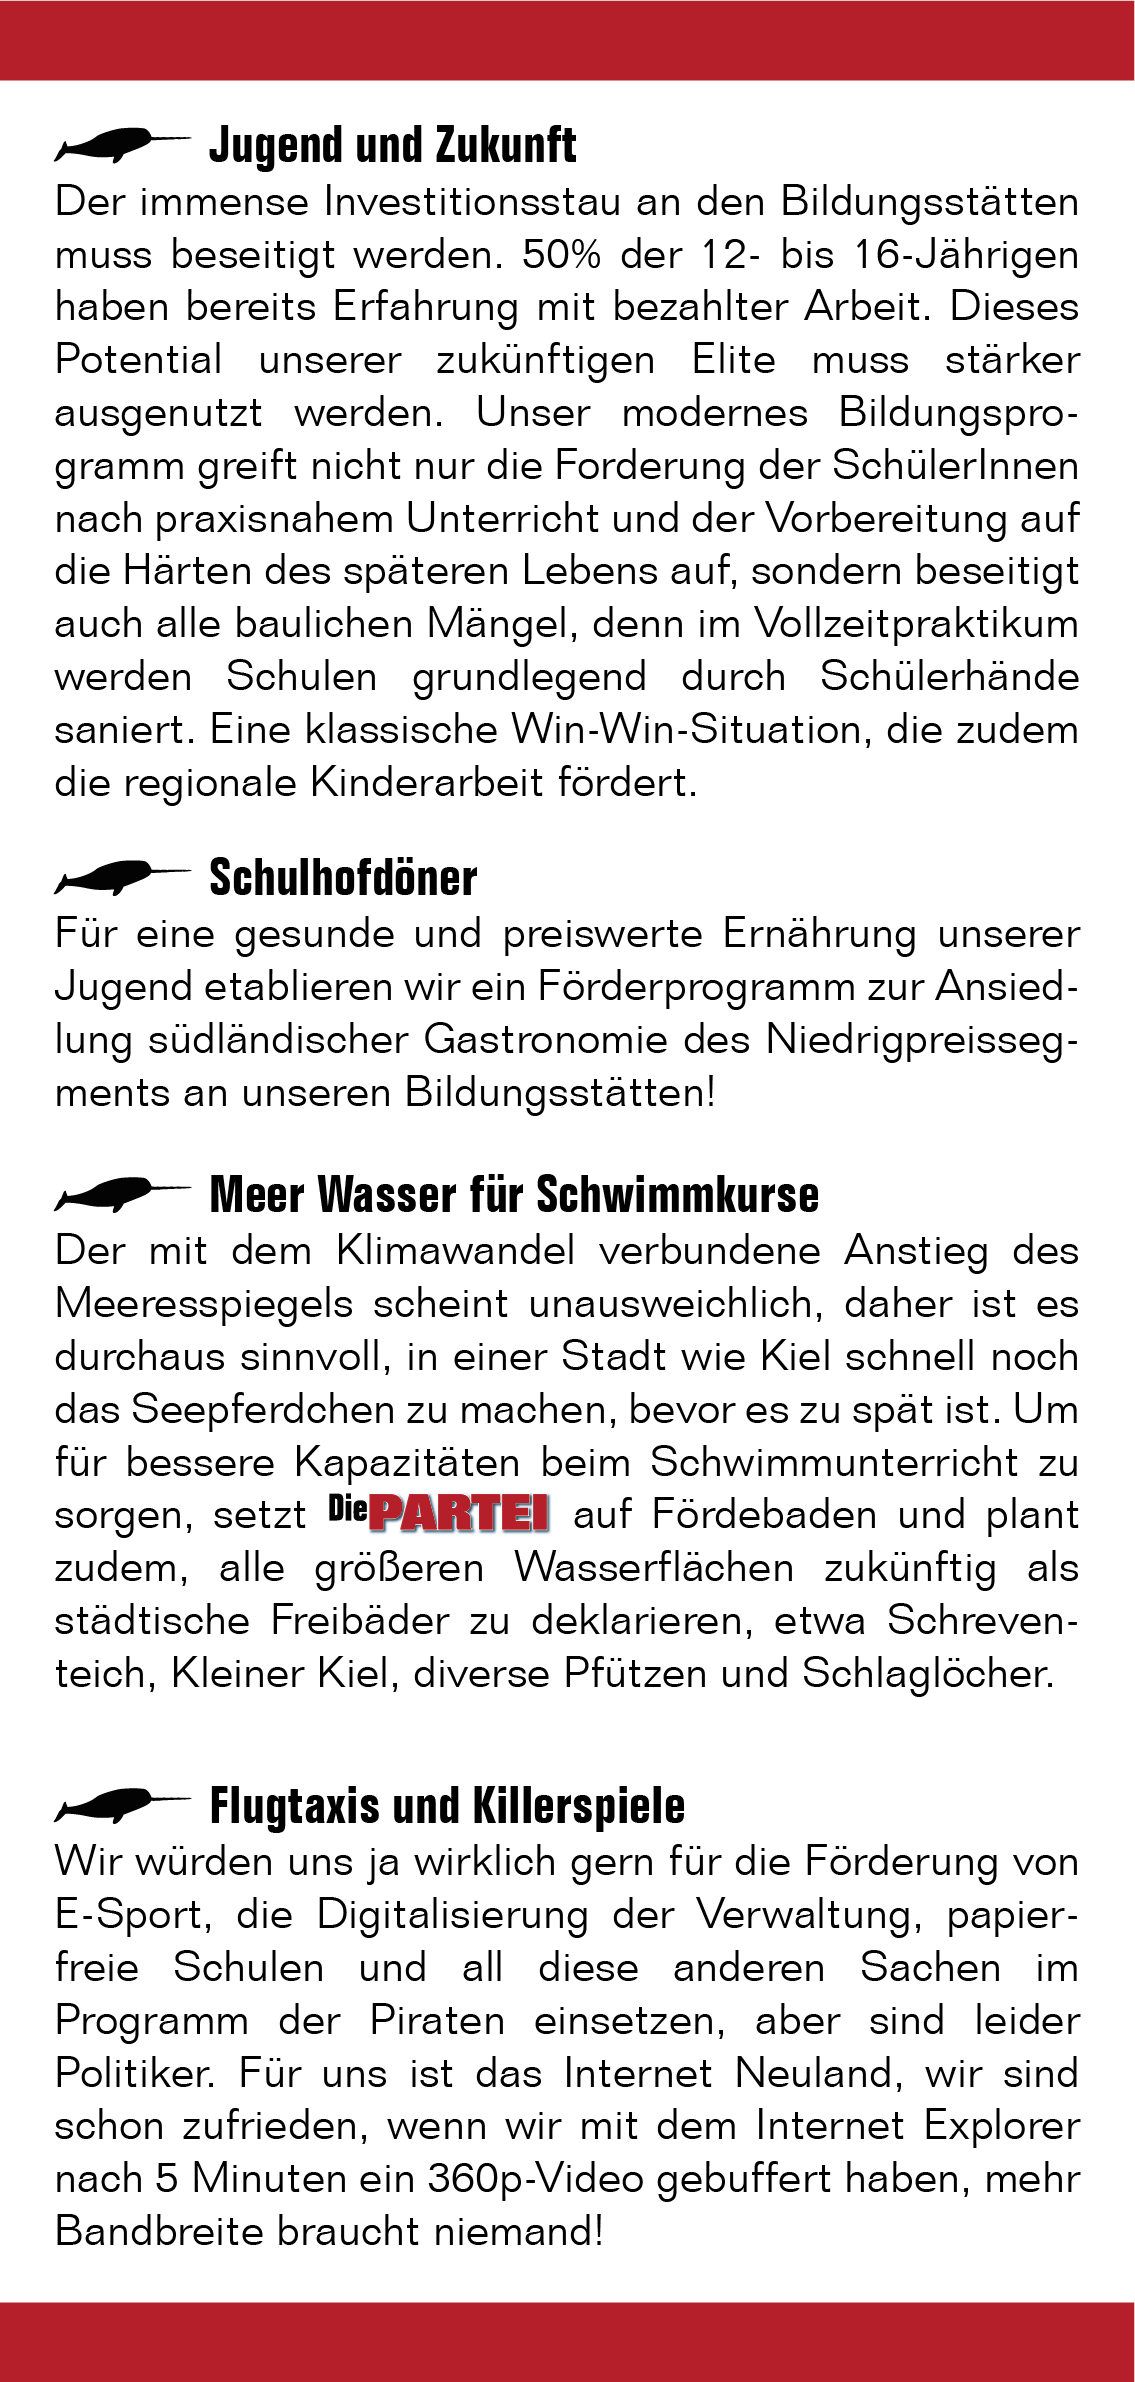 Jugend und Zukunft
Der immense Investitionsstau an den Bildungsstätten
muss beseitigt werden. 50% der 12- bis 16-Jährigen
haben bereits Erfahrung mit bezahlter Arbeit. Dieses
Potential unserer zukünftigen Elite muss stärker
ausgenutzt werden. Unser modernes Bildungspro-
gramm greift nicht nur die Forderung der SchülerInnen
nach praxisnahem Unterricht und der Vorbereitung auf
die Härten des späteren Lebens auf, sondern beseitigt
auch alle baulichen Mängel, denn im Vollzeitpraktikum
werden Schulen grundlegend durch Schülerhände
saniert. Eine klassische Win-Win-Situation, die zudem
die regionale Kinderarbeit fördert.
Schulhofdöner
Für eine gesunde und preiswerte Ernährung unserer
Jugend etablieren wir ein Förderprogramm zur Ansied-
lung südländischer Gastronomie des Niedrigpreisseg-
ments an unseren Bildungsstätten!
Meer Wasser für Schwimmkurse
Der mit dem Klimawandel verbundene Anstieg des
Meeresspiegels scheint unausweichlich, daher ist es
durchaus sinnvoll, in einer Stadt wie Kiel schnell noch
das Seepferdchen zu machen, bevor es zu spät ist. Um
für bessere Kapazitäten beim Schwimmunterricht zu
sorgen, setzt Die PARTEI auf Fördebaden und plant
zudem, alle größeren Wasserflächen zukünftig als
städtische Freibäder zu deklarieren, etwa Schreven-
teich, Kleiner Kiel, diverse Pfützen und Schlaglöcher.
Flugtaxis und Killerspiele
Wir würden uns ja wirklich gern für die Förderung von
E-Sport, die Digitalisierung der Verwaltung, papier-
freie Schulen und all diese anderen Sachen im
Programm der Piraten einsetzen, aber sind leider
Politiker. Für uns ist das Internet Neuland, wir sind
schon zufrieden, wenn wir mit dem Internet Explorer
nach 5 Minuten ein 360p-Video gebuffert haben, mehr
Bandbreite braucht niemand!